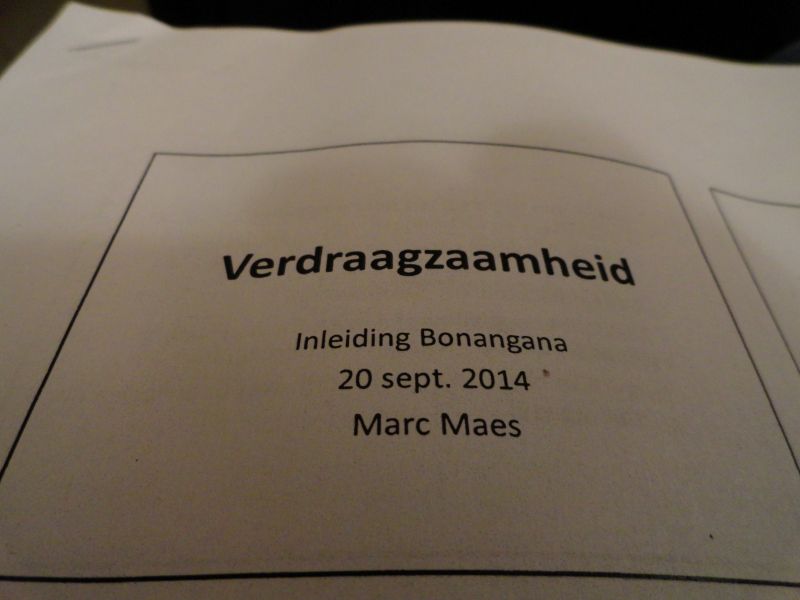 Verdraagzaamheid
Inleiding Bonangana
20 sept. 2014
Marc Maes